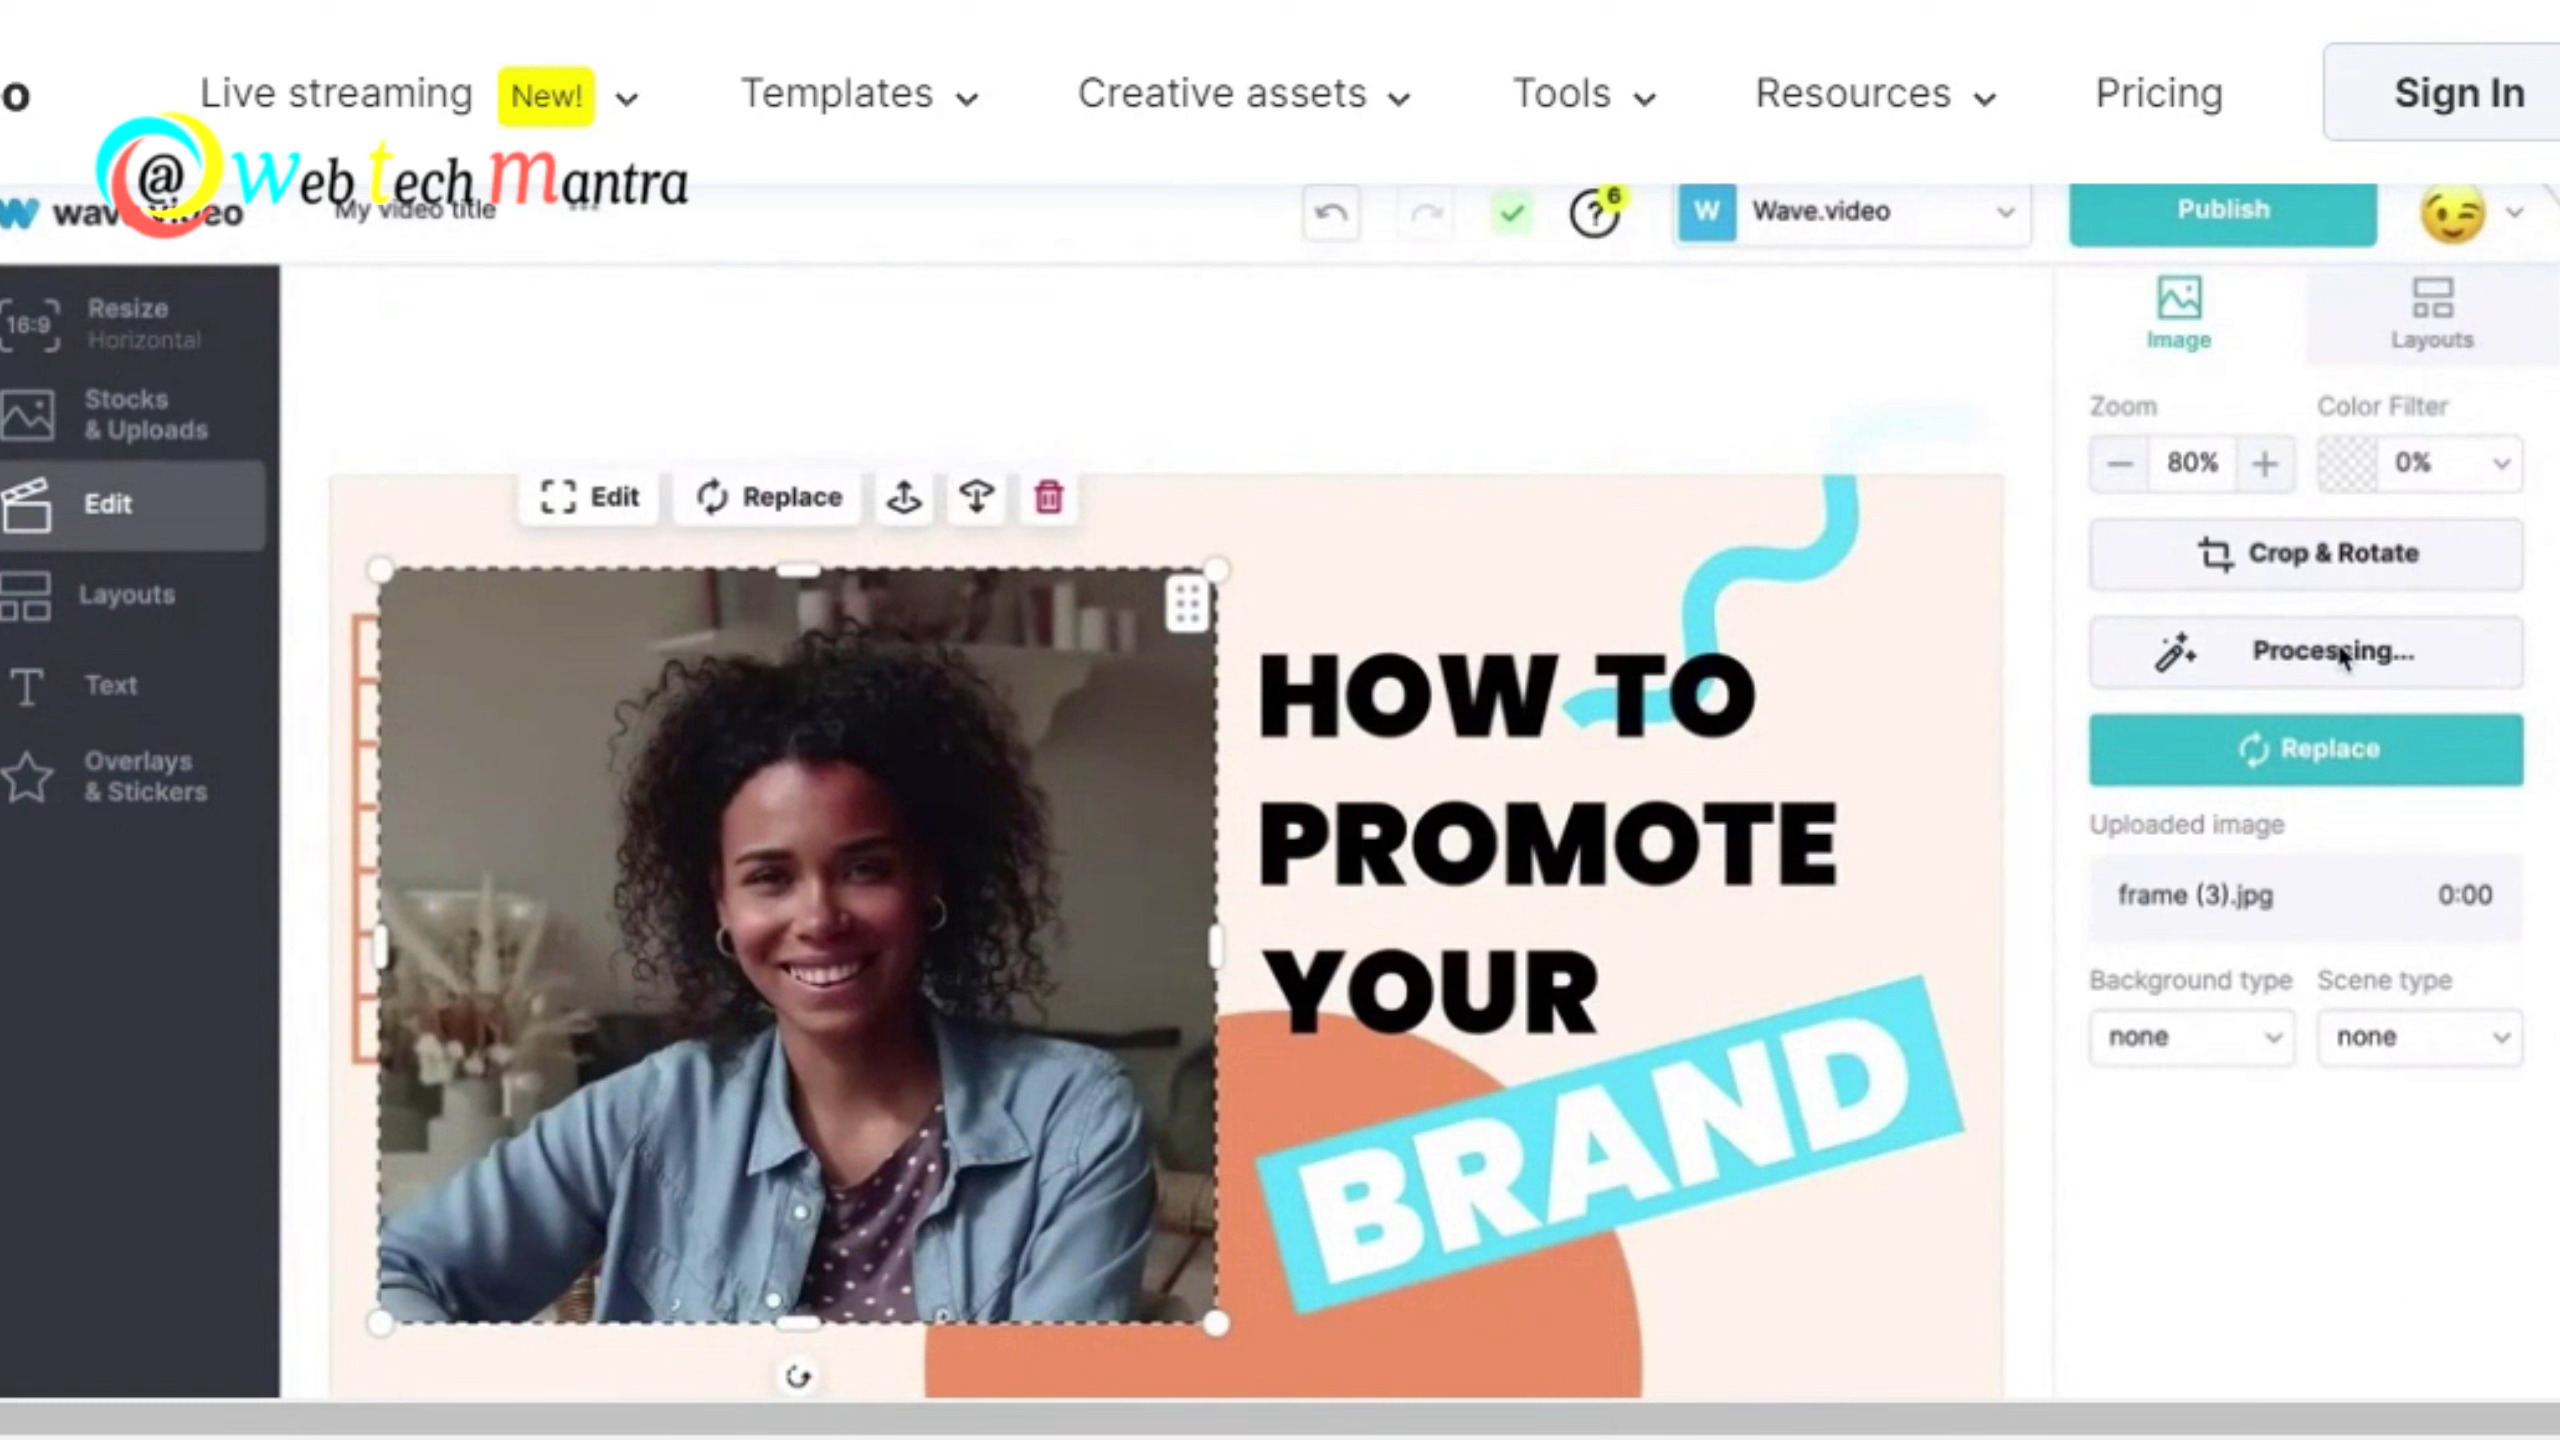 o
Live streaming New! Templates Creative assets Tools Resources Pricing Sign In
@ Web tech Mantra
wave.video My video title ... 6 W Wave.video Publish
16:9 Resize
Horizontal
Stocks
& Uploads
Edit
Layouts
Text
Overlays
& Stickers
Edit Replace
HOW TO
PROMOTE
YOUR
BRAND
Image Layouts
Zoom Color Filter
80% 0%
Crop & Rotate
Processing...
Replace
Uploaded image
frame (3).jpg 0:00
Background type Scene type
none none